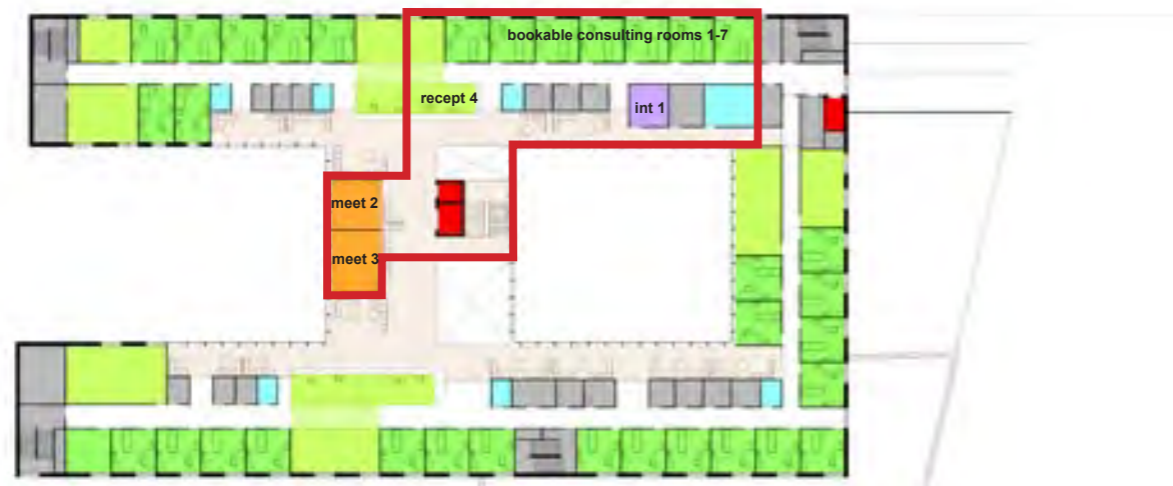 bookable consulting rooms 1-7
recept 4
int 1
meet 2
meet 3